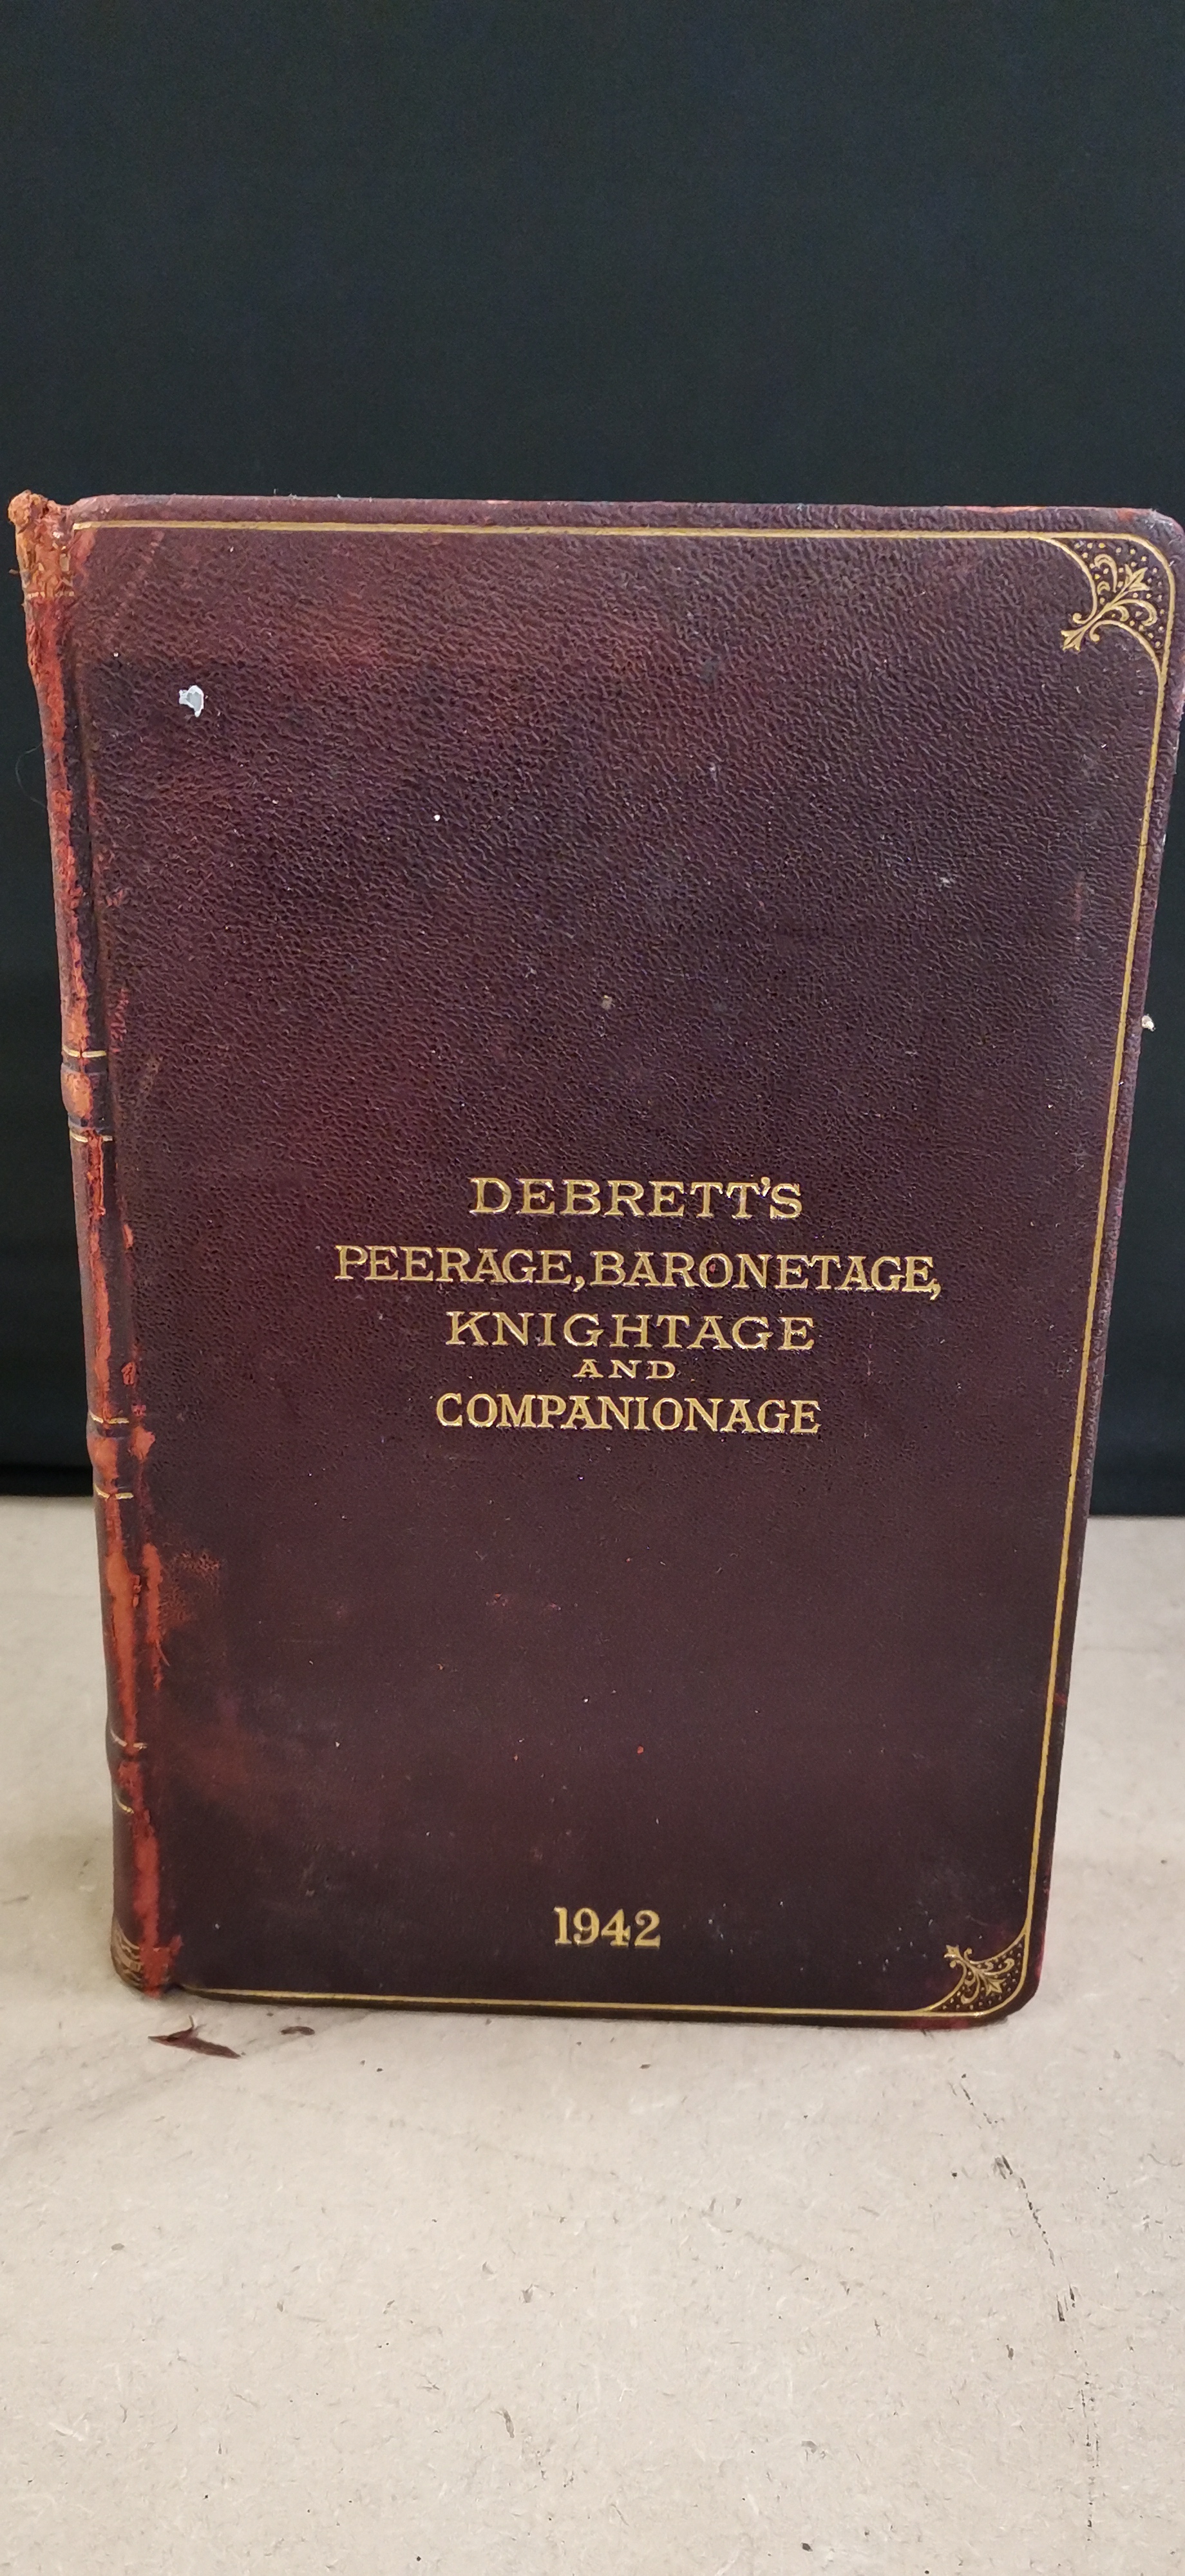 DEBRETT'S
PEERAGE, BARONETAGE,
KNIGHTAGE
AND
COMPANIONAGE
1942